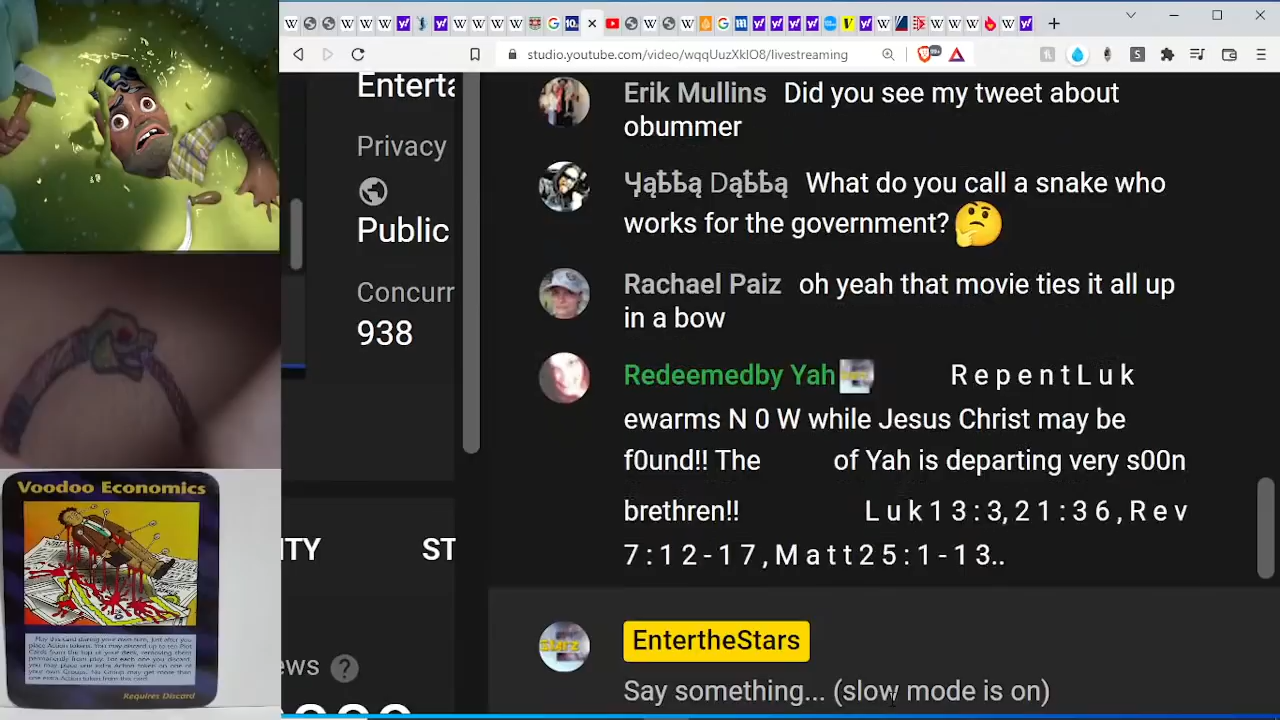 studio.youtube.com/video/wqqUuzXkIO8/livestreaming
99+
Enterta
Privacy
Public
Concurr
938
ITY
ST
ews ?
Erik Mullins Did you see my tweet about
obummer
Ⴗąҍҍą Dąҍҍą What do you call a snake who
works for the government? 🤔
Rachael Paiz oh yeah that movie ties it all up
in a bow
Redeemedby Yah R e p e n t L u k
ewarms N 0 W while Jesus Christ may be
f0und!! The of Yah is departing very s00n
brethren!! L u k 1 3 : 3 , 2 1 : 3 6 , R e v
7 : 1 2 - 1 7 , M a t t 2 5 : 1 - 1 3 . .
EntertheStars
Say something... (slow mode is on)
Voodoo Economics
Requires Discard